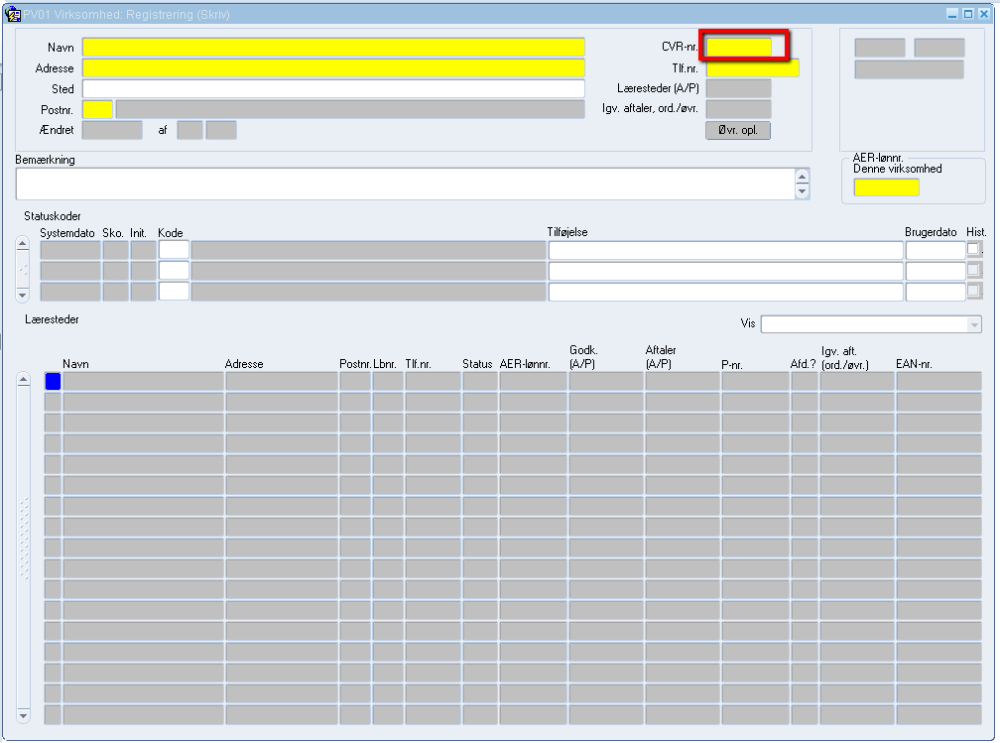 PV01 Virksomhed: Registrering (Skriv)
Navn
CVR-nr.
Adresse
Tlf.nr.
Sted
Læresteder (A/P)
Postnr.
Igv. aftaler, ord./øvr.
Ændret
af
Øvr. opl.
Bemærkning
AER-lønnr.
Denne virksomhed
Statuskoder
Systemdato Sko. Init. Kode Tilføjelse Brugerdato Hist.
Læresteder
Vis
Navn Adresse Postnr. Lbnr. Tlf.nr. Status AER-lønnr. Godk. (A/P) Aftaler (A/P) P-nr. Afd.? Igv. aft. (ord./øvr.) EAN-nr.